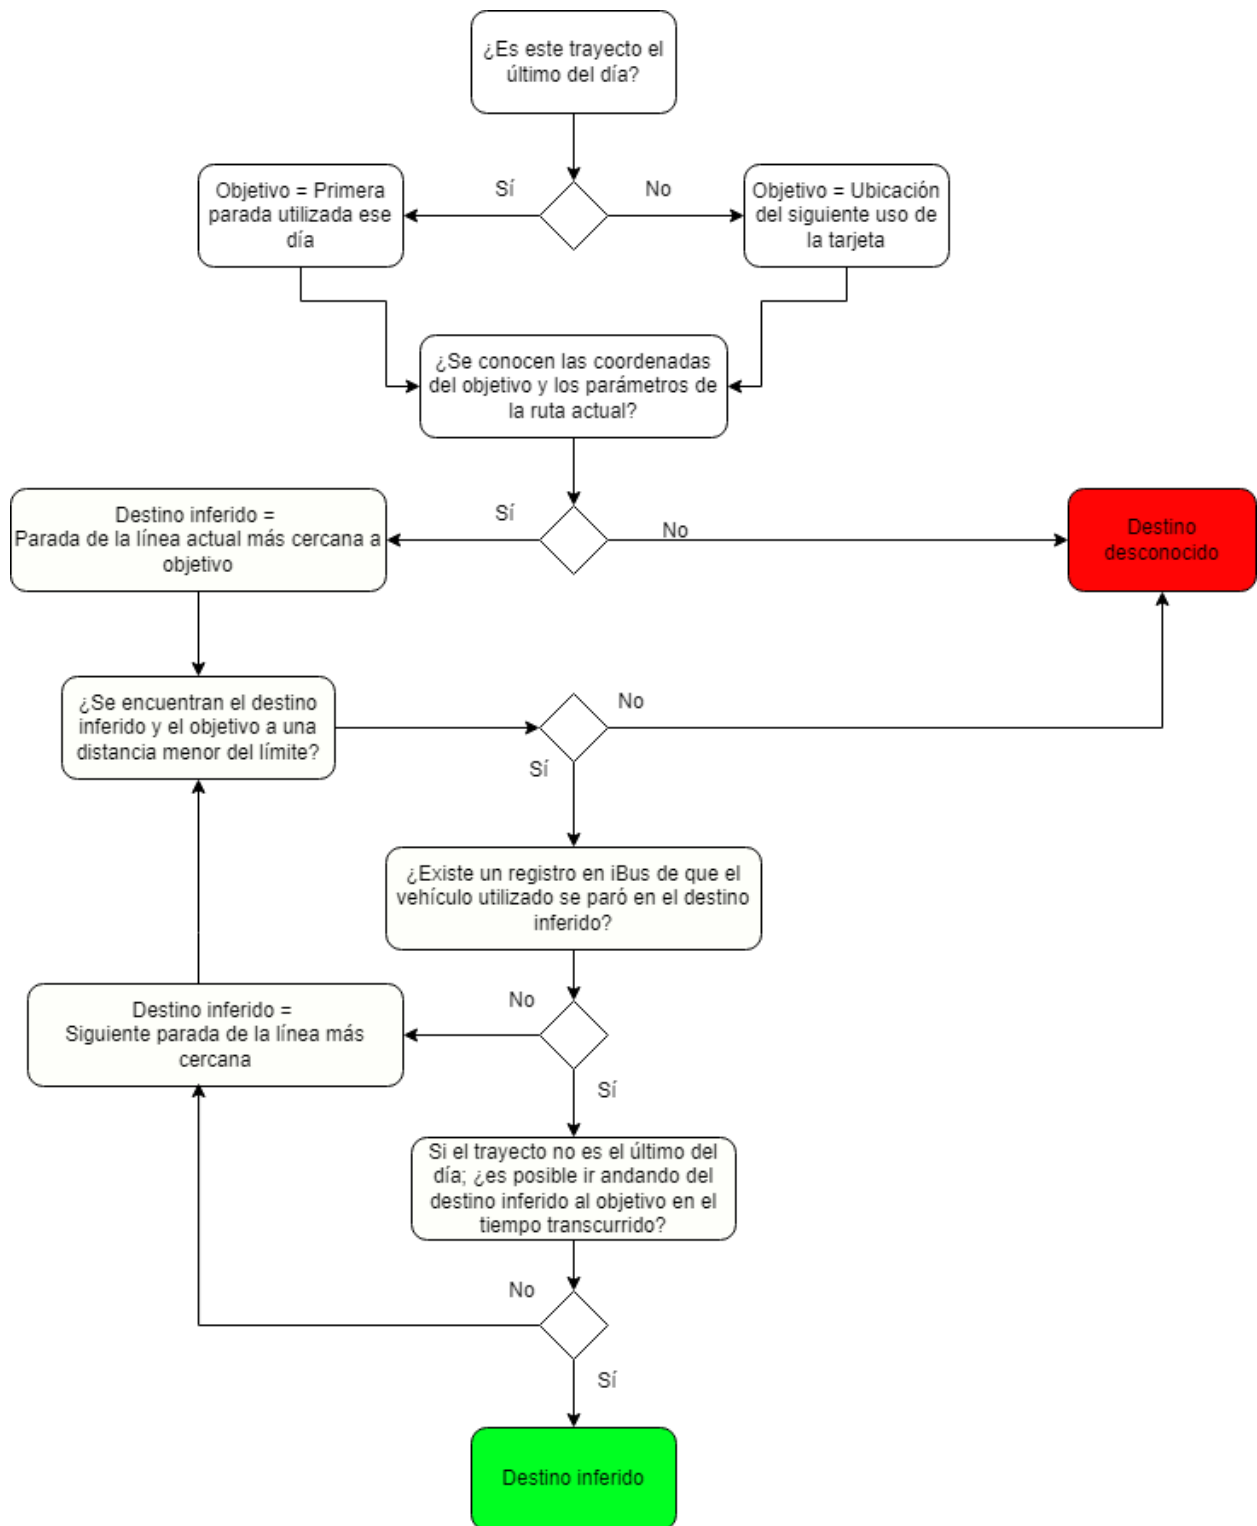 ¿Es este trayecto el
último del día?
Sí
No
Objetivo = Primera
parada utilizada ese
día
Objetivo = Ubicación
del siguiente uso de
la tarjeta
¿Se conocen las coordenadas
del objetivo y los parámetros de
la ruta actual?
Destino inferido =
Parada de la línea actual más cercana a
objetivo
Sí
No
Destino
desconocido
¿Se encuentran el destino
inferido y el objetivo a una
distancia menor del límite?
No
Sí
¿Existe un registro en iBus de que el
vehículo utilizado se paró en el destino
inferido?
No
Destino inferido =
Siguiente parada de la línea más
cercana
Sí
Si el trayecto no es el último del
día; ¿es posible ir andando del
destino inferido al objetivo en el
tiempo transcurrido?
No
Sí
Destino inferido